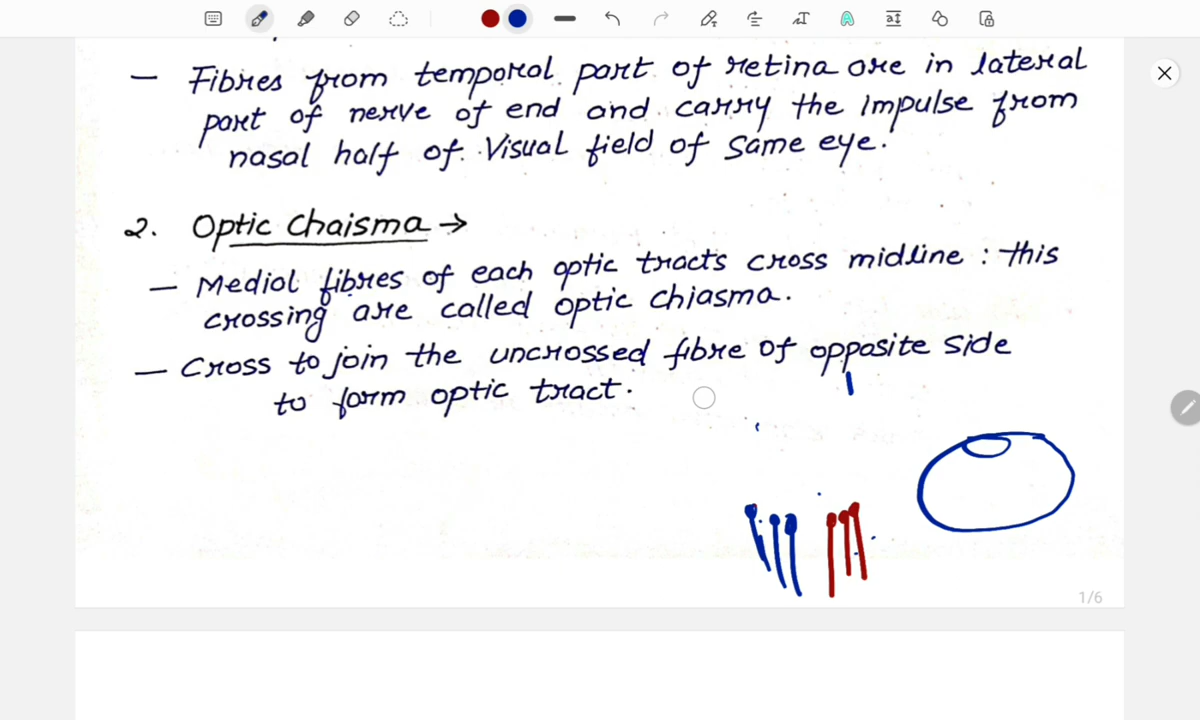 – Fibres from temporal part of retina are in lateral
part of nerve of end and carry the impulse from
nasal half of Visual field of same eye.
2. Optic Chaisma →
– Medial fibres of each optic tracts cross midline : this
crossing are called optic chiasma.
– Cross to join the uncrossed fibre of opposite side
to form optic tract.
1/6